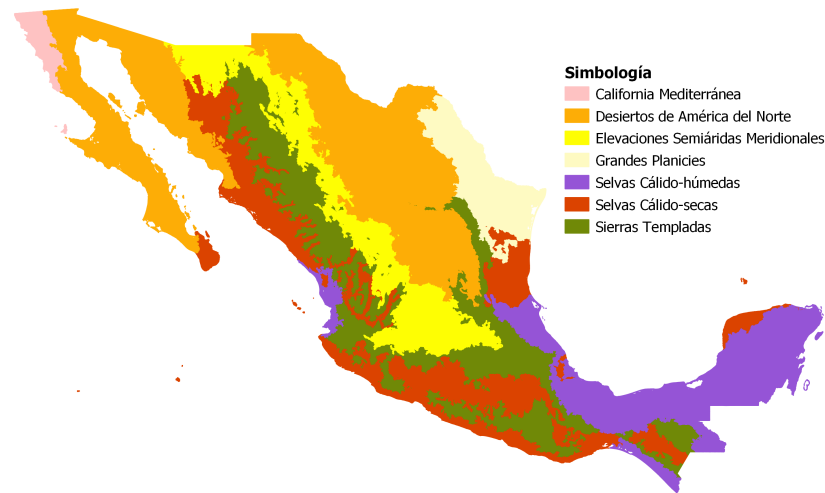 Simbología
California Mediterránea
Desiertos de América del Norte
Elevaciones Semiáridas Meridionales
Grandes Planicies
Selvas Cálido-húmedas
Selvas Cálido-secas
Sierras Templadas